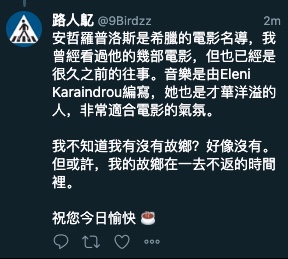 路人乿 @9Birdzz 2m
安哲羅普洛斯是希臘的電影名導，我
曾經看過他的幾部電影，但也已經是
很久之前的往事。音樂是由Eleni
Karaindrou編寫，她也是才華洋溢的
人，非常適合電影的氣氛。
我不知道我有沒有故鄉？好像沒有。
但或許，我的故鄉在一去不返的時間
裡。
祝您今日愉快 ☕